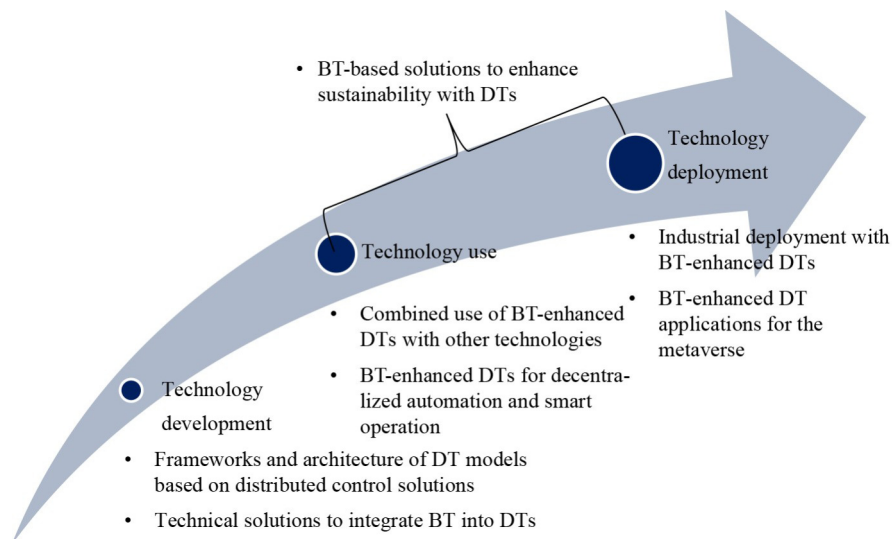 • BT-based solutions to enhance
sustainability with DTs
Technology
deployment
• Industrial deployment with
BT-enhanced DTs
• BT-enhanced DT
applications for the
metaverse
Technology use
• Combined use of BT-enhanced
DTs with other technologies
• BT-enhanced DTs for decentra-
lized automation and smart
operation
Technology
development
• Frameworks and architecture of DT models
based on distributed control solutions
• Technical solutions to integrate BT into DTs